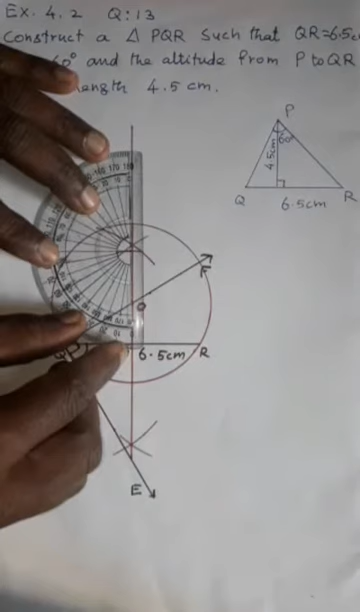 Ex. 4.2 Q:13
Construct a Δ PQR such that QR=6.5c
60° and the altitude from P to QR
length 4.5 cm.
P
60°
4.5cm
Q 6.5cm R
F
O
Q 6.5cm R
E